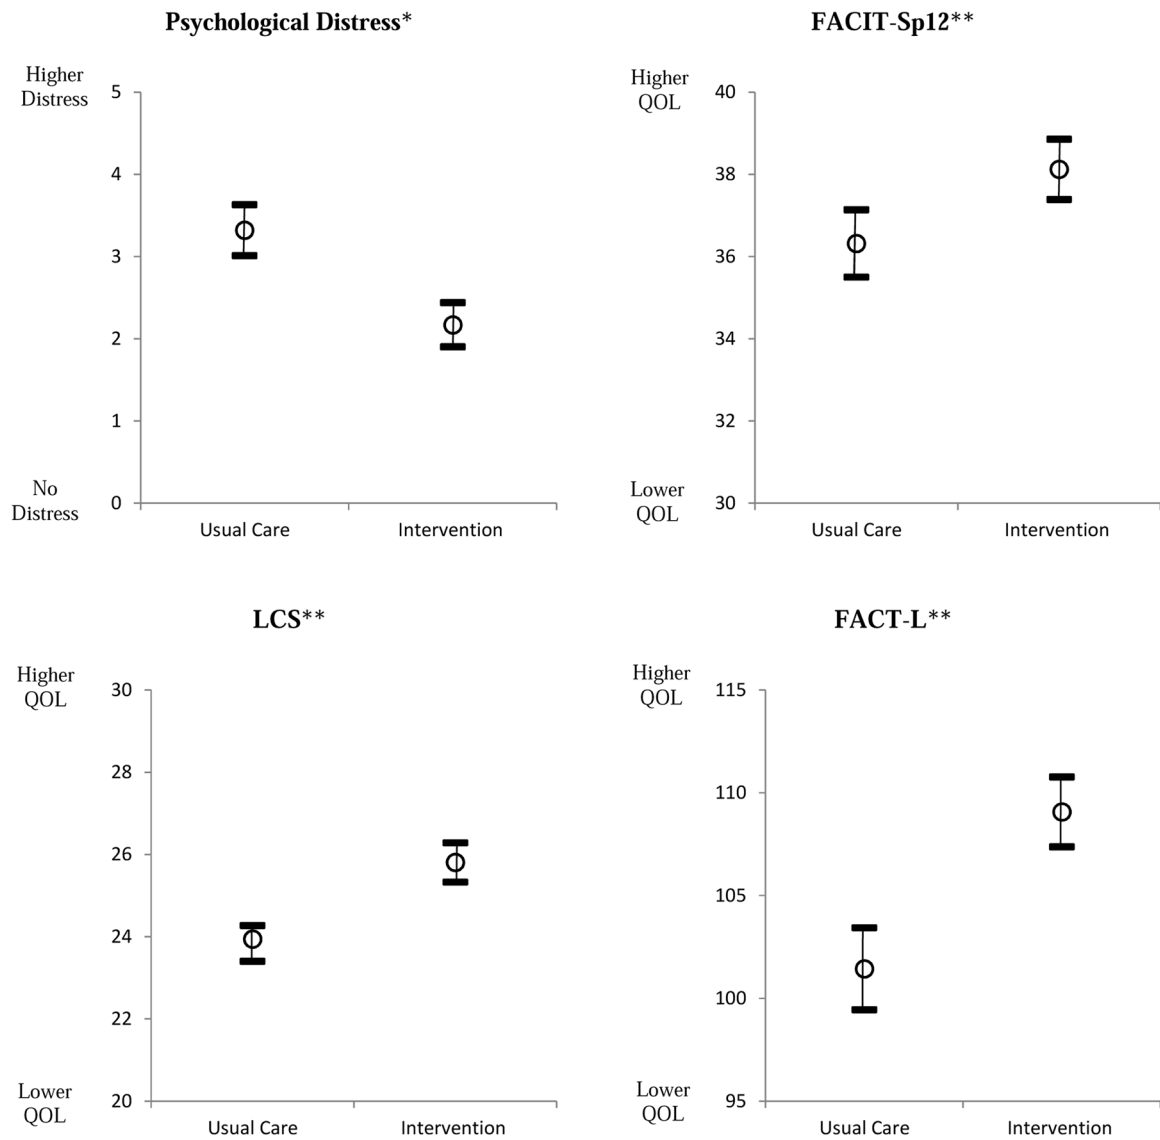 Psychological Distress*
Higher
Distress
5
4
3
2
1
0
No
Distress
Usual Care
Intervention
FACIT-Sp12**
Higher
QOL
40
38
36
34
32
30
Lower
QOL
Usual Care
Intervention
LCS**
Higher
QOL
30
28
26
24
22
20
Lower
QOL
Usual Care
Intervention
FACT-L**
Higher
QOL
115
110
105
100
95
Lower
QOL
Usual Care
Intervention